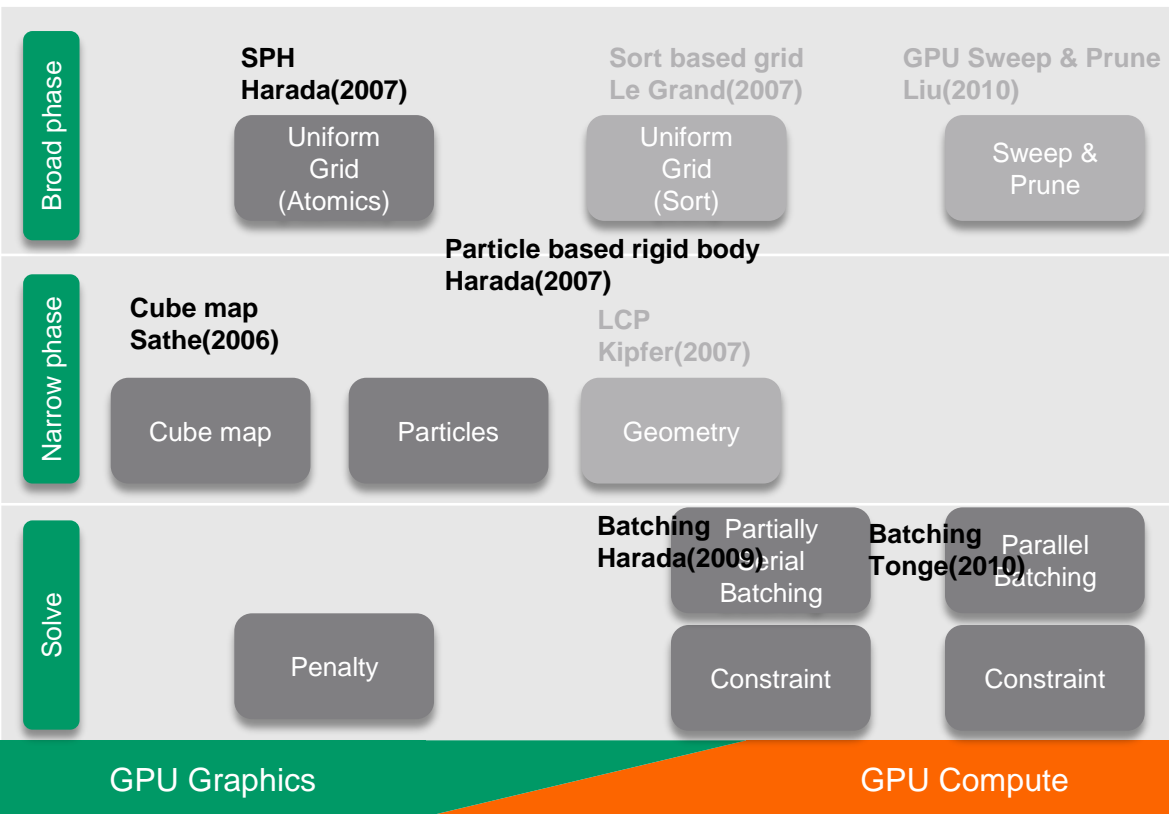 Broad phase
SPH
Harada(2007)
Uniform
Grid
(Atomics)
Sort based grid
Le Grand(2007)
Uniform
Grid
(Sort)
GPU Sweep & Prune
Liu(2010)
Sweep &
Prune
Particle based rigid body
Harada(2007)
Narrow phase
Cube map
Sathe(2006)
Cube map
Particles
LCP
Kipfer(2007)
Geometry
Solve
Penalty
Batching
Harada(2009)
Partially
Serial
Batching
Constraint
Batching
Tonge(2010)
Parallel
Batching
Constraint
GPU Graphics
GPU Compute